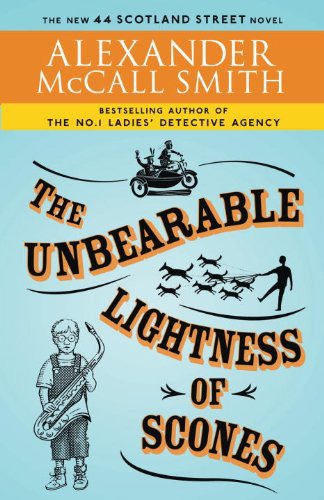 THE NEW 44 SCOTLAND STREET NOVEL
ALEXANDER
McCALL SMITH
BESTSELLING AUTHOR OF
THE NO.1 LADIES' DETECTIVE AGENCY
THE
UNBEARABLE
LIGHTNESS
OF
SCONES